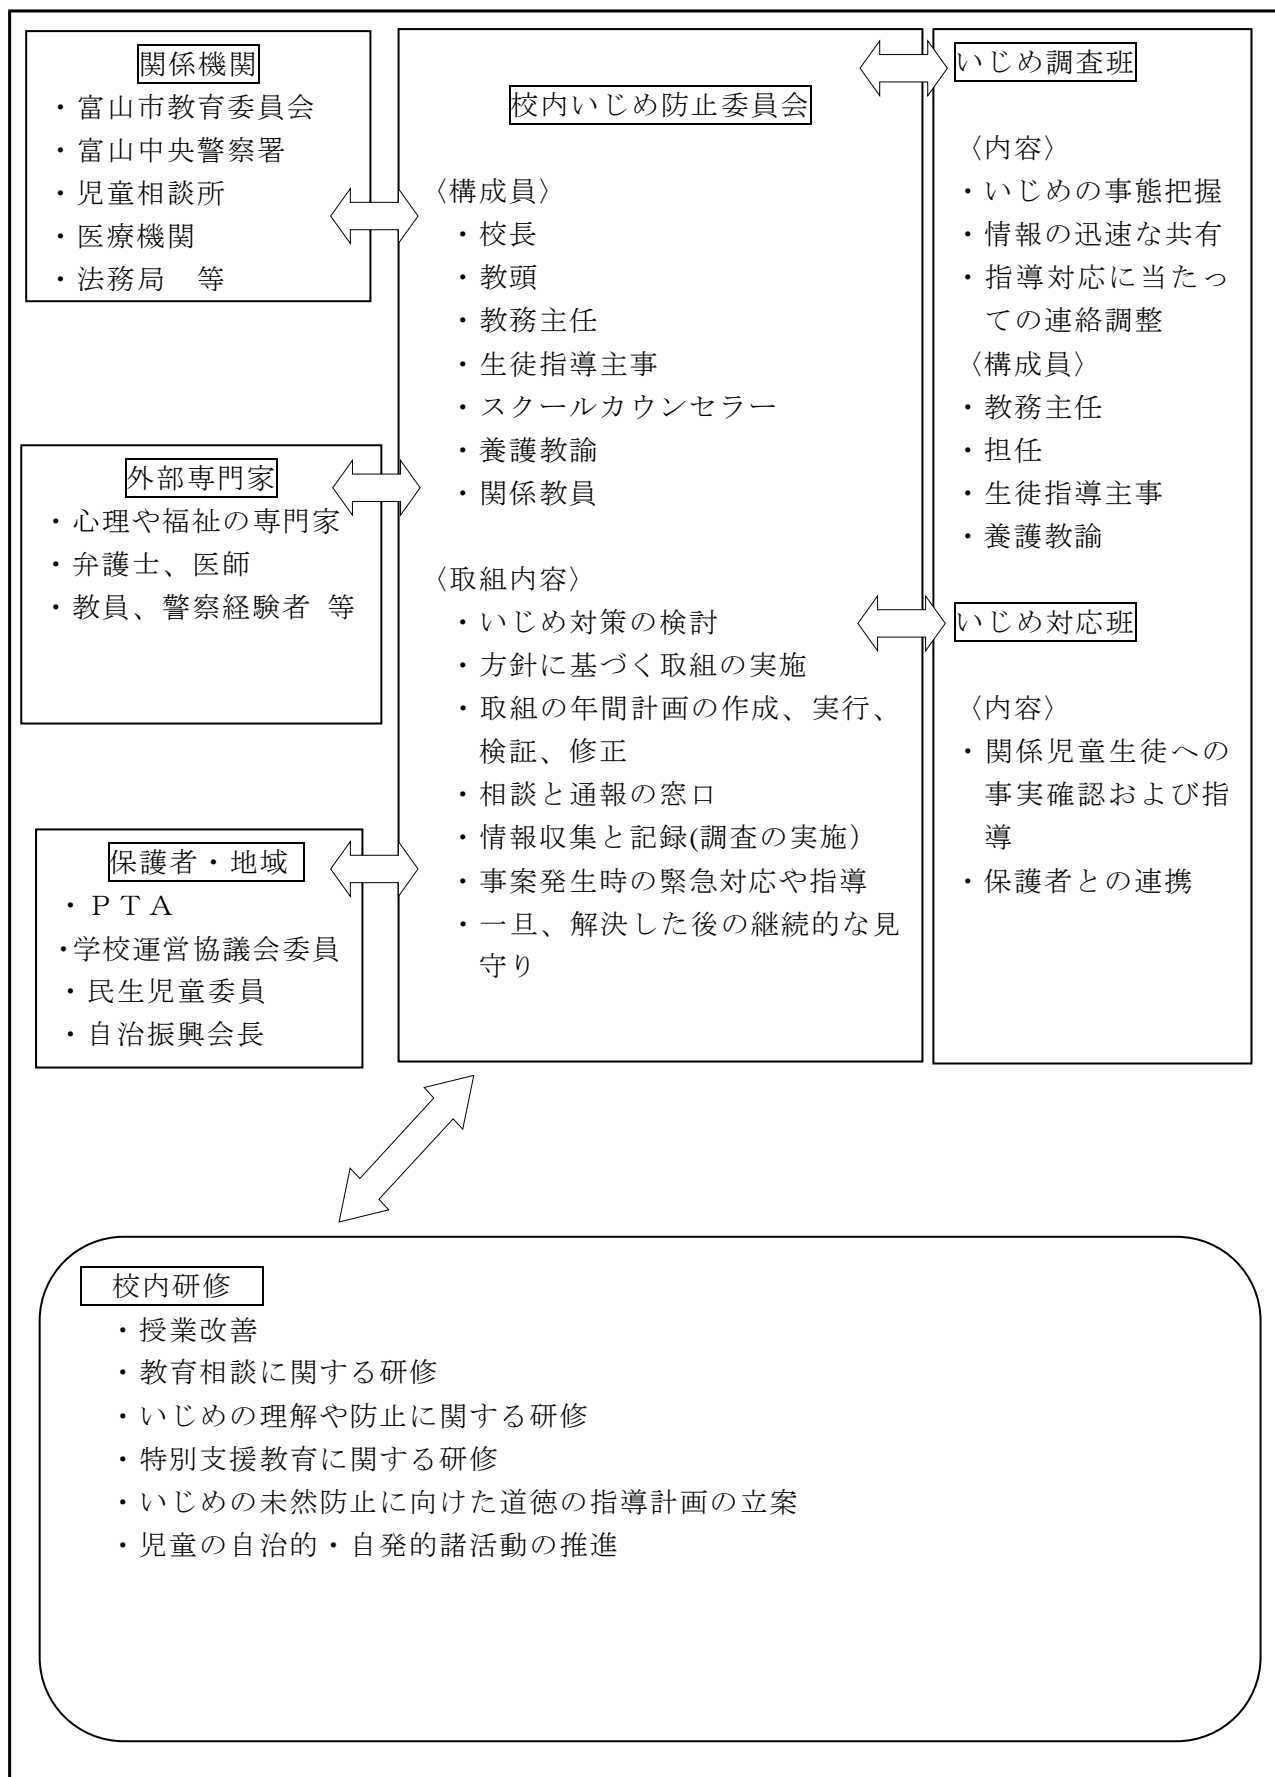 関係機関
・富山市教育委員会
・富山中央警察署
・児童相談所
・医療機関
・法務局　等
外部専門家
・心理や福祉の専門家
・弁護士、医師
・教員、警察経験者 等
保護者・地域
・ＰＴＡ
・学校運営協議会委員
・民生児童委員
・自治振興会長
校内いじめ防止委員会
〈構成員〉
・校長
・教頭
・教務主任
・生徒指導主事
・スクールカウンセラー
・養護教諭
・関係教員
〈取組内容〉
・いじめ対策の検討
・方針に基づく取組の実施
・取組の年間計画の作成、実行、
検証、修正
・相談と通報の窓口
・情報収集と記録(調査の実施）
・事案発生時の緊急対応や指導
・一旦、解決した後の継続的な見
守り
いじめ調査班
〈内容〉
・いじめの事態把握
・情報の迅速な共有
・指導対応に当たっ
ての連絡調整
〈構成員〉
・教務主任
・担任
・生徒指導主事
・養護教諭
いじめ対応班
〈内容〉
・関係児童生徒への
事実確認および指
導
・保護者との連携
校内研修
・授業改善
・教育相談に関する研修
・いじめの理解や防止に関する研修
・特別支援教育に関する研修
・いじめの未然防止に向けた道徳の指導計画の立案
・児童の自治的・自発的諸活動の推進